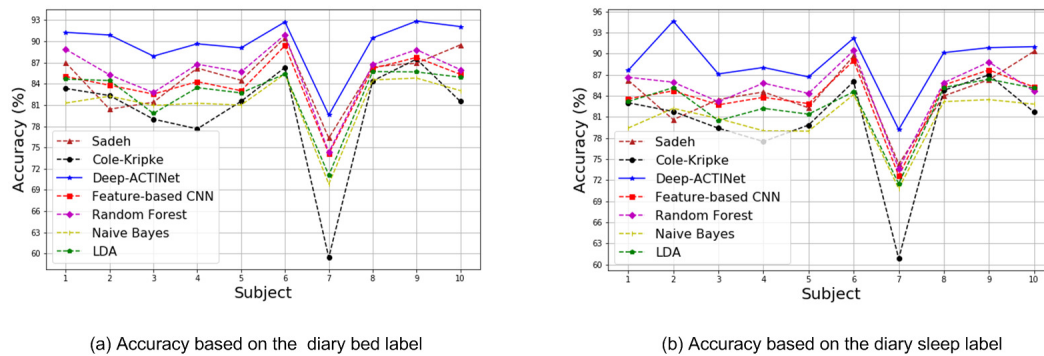 93
90
87
84
81
78
75
72
69
66
63
60
Accuracy (%)
Sadeh
Cole-Kripke
Deep-ACTINet
Feature-based CNN
Random Forest
Naive Bayes
LDA
1 2 3 4 5 6 7 8 9 10
Subject
(a) Accuracy based on the diary bed label
96
93
90
87
84
81
78
75
72
69
66
63
60
Accuracy (%)
Sadeh
Cole-Kripke
Deep-ACTINet
Feature-based CNN
Random Forest
Naive Bayes
LDA
1 2 3 4 5 6 7 8 9 10
Subject
(b) Accuracy based on the diary sleep label